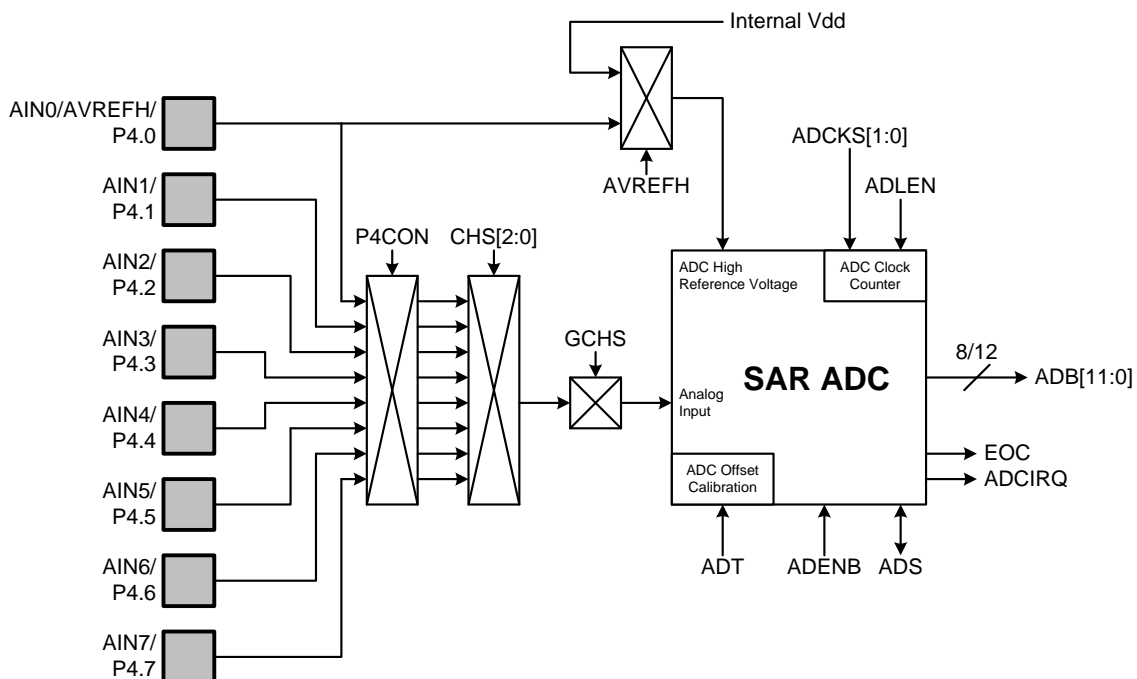 Internal Vdd
AIN0/AVREFH/
P4.0
AVREFH
ADCKS[1:0]
ADLEN
AIN1/
P4.1
AIN2/
P4.2
AIN3/
P4.3
AIN4/
P4.4
AIN5/
P4.5
AIN6/
P4.6
AIN7/
P4.7
P4CON
CHS[2:0]
GCHS
ADC High
Reference Voltage
ADC Clock
Counter
SAR ADC
Analog
Input
ADC Offset
Calibration
8/12
ADB[11:0]
EOC
ADCIRQ
ADT
ADENB
ADS